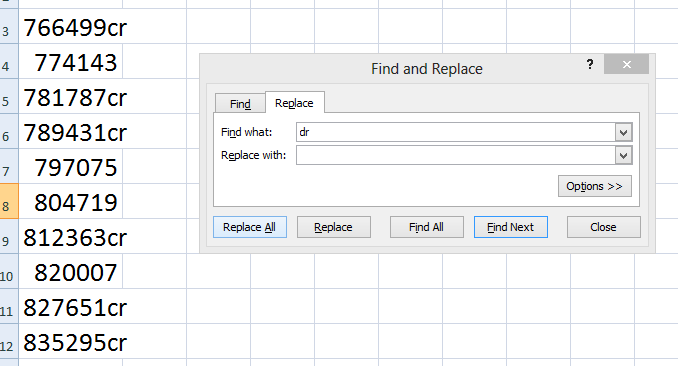 3 766499cr
4 774143
Find and Replace ?
5 781787cr
Find Replace
6 789431cr
Find what: dr
7 797075
Replace with:
Options >>
8 804719
Replace All Replace Find All Find Next Close
9 812363cr
10 820007
11 827651cr
12 835295cr